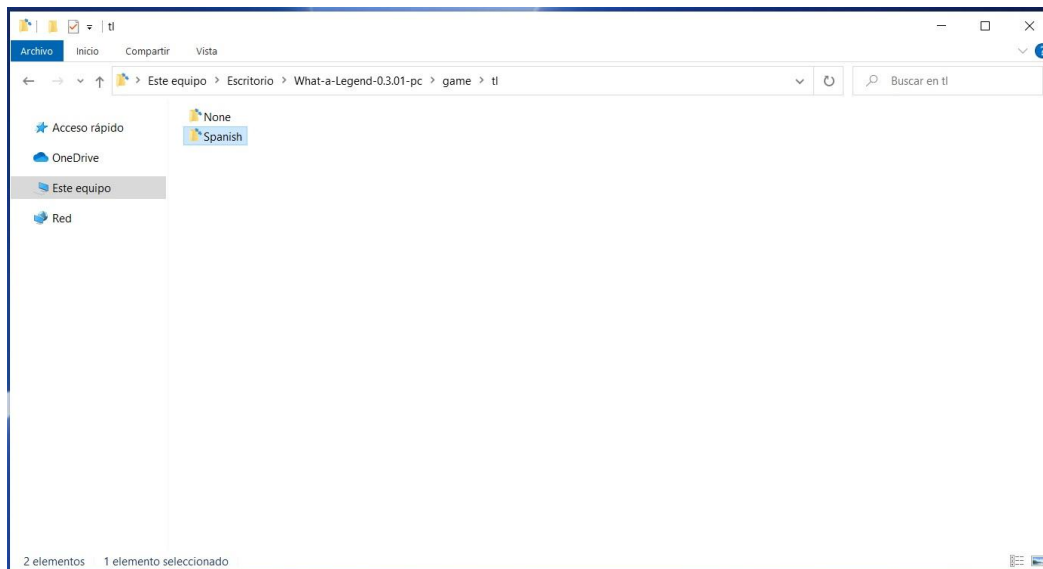 tl
Archivo Inicio Compartir Vista
Este equipo > Escritorio > What-a-Legend-0.3.01-pc > game > tl
Buscar en tl
Acceso rápido
OneDrive
Este equipo
Red
None
Spanish
2 elementos 1 elemento seleccionado